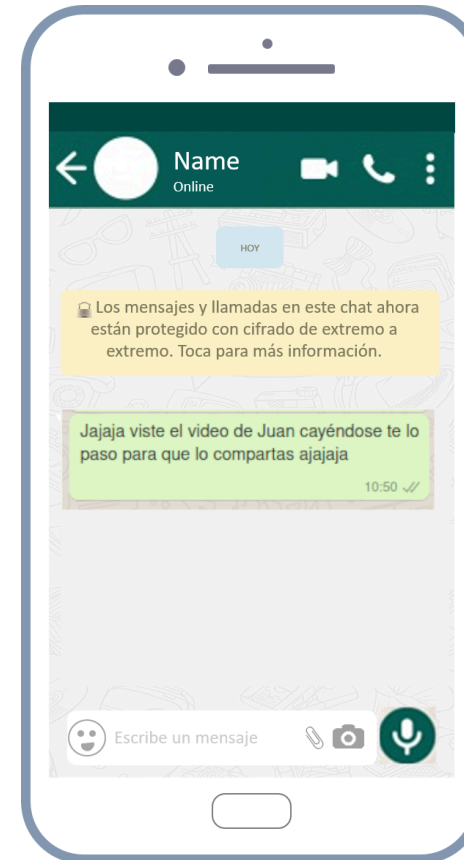 Name
Online
HOY
Los mensajes y llamadas en este chat ahora
están protegido con cifrado de extremo a
extremo. Toca para más información.
Jajaja viste el video de Juan cayéndose te lo
paso para que lo compartas ajajaja
10:50
Escribe un mensaje